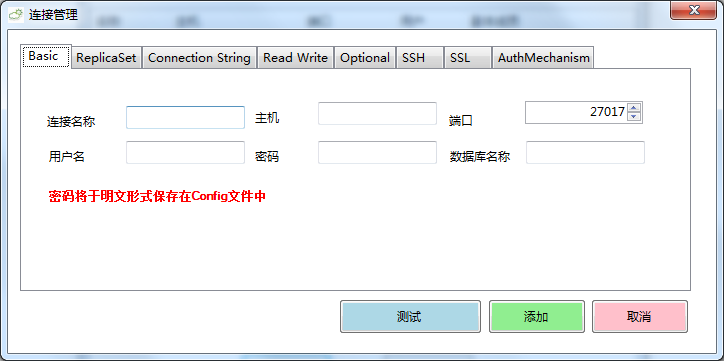 连接管理
Basic ReplicaSet Connection String Read Write Optional SSH SSL AuthMechanism
连接名称 主机 端口 27017
用户名 密码 数据库名称
密码将于明文形式保存在Config文件中
测试 添加 取消